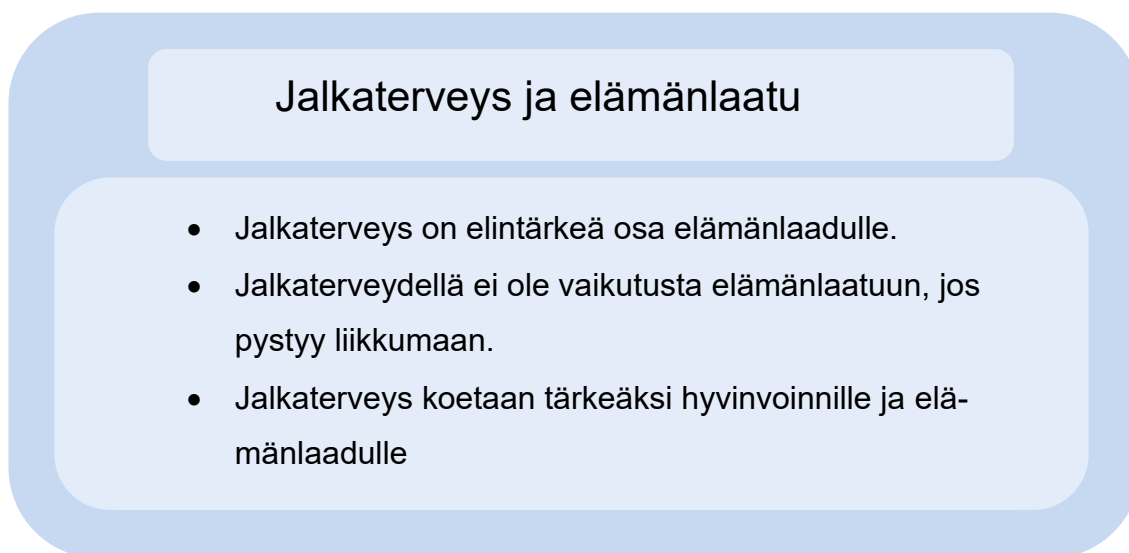 Jalkaterveys ja elämänlaatu
• Jalkaterveys on elintärkeä osa elämänlaadulle.
• Jalkaterveydellä ei ole vaikutusta elämänlaatuun, jos
pystyy liikkumaan.
• Jalkaterveys koetaan tärkeäksi hyvinvoinnille ja elä-
mänlaadulle